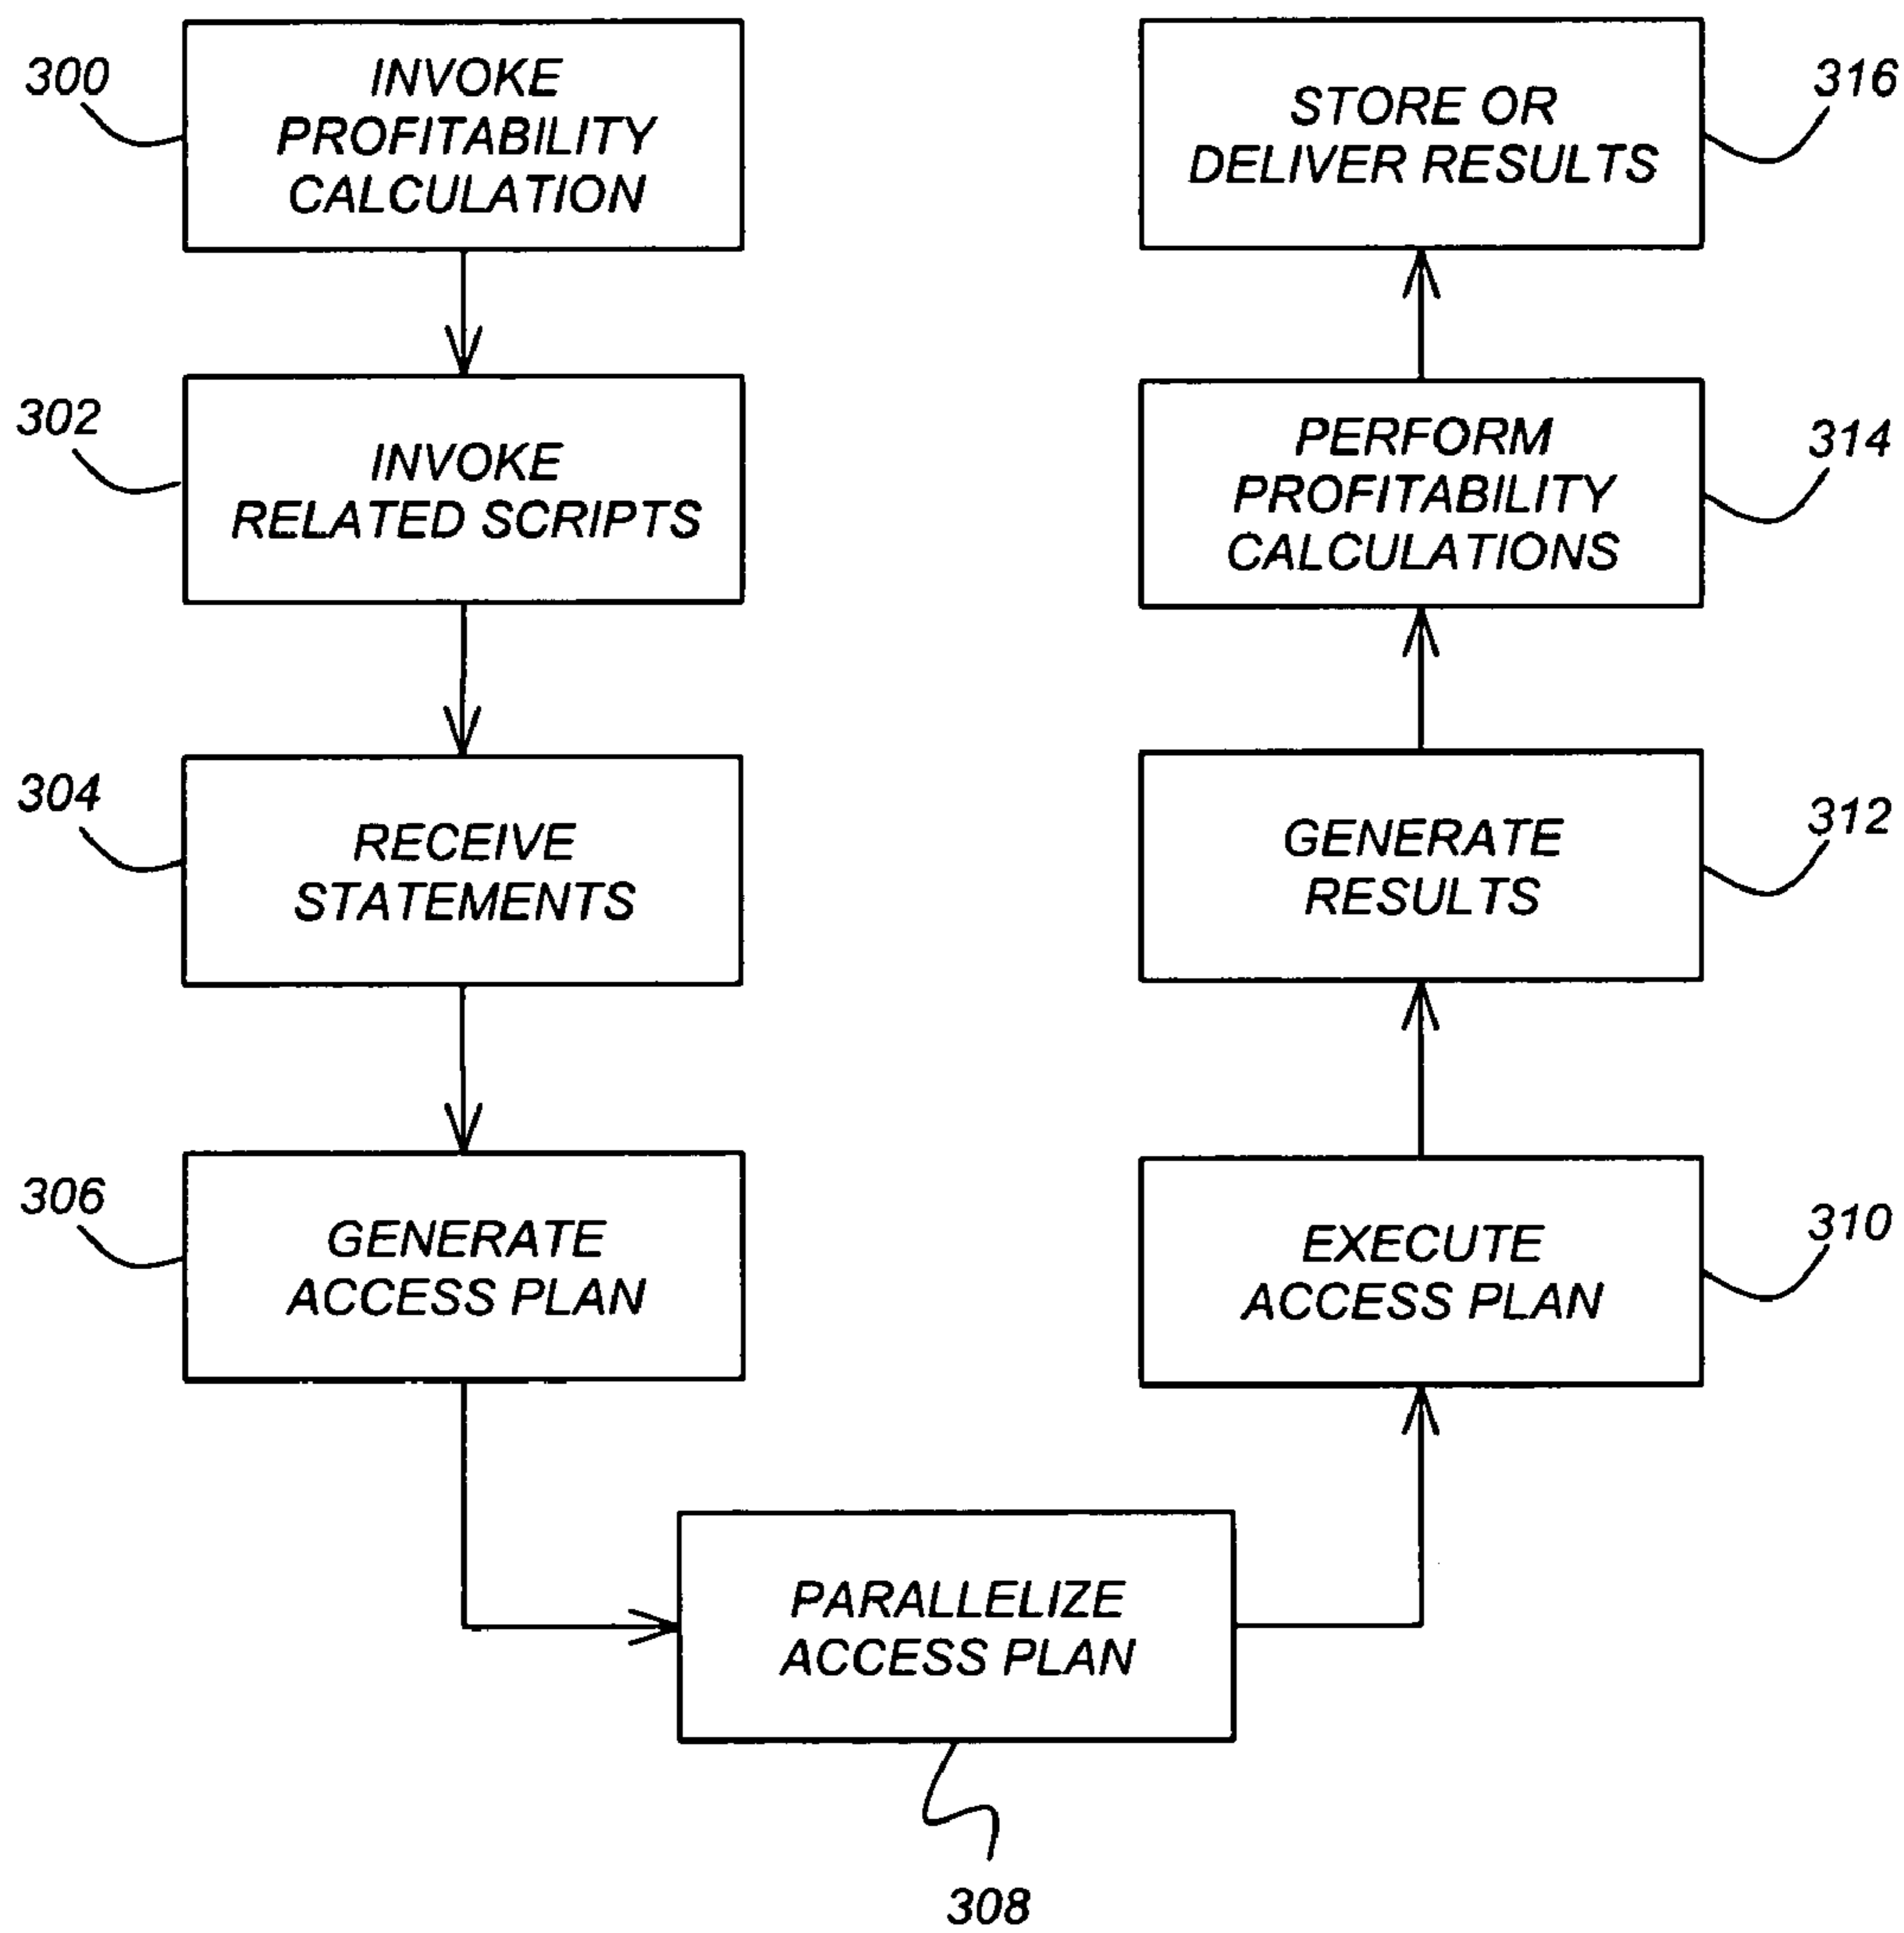 300
INVOKE
PROFITABILITY
CALCULATION
302
INVOKE
RELATED SCRIPTS
304
RECEIVE
STATEMENTS
306
GENERATE
ACCESS PLAN
PARALLELIZE
ACCESS PLAN
308
EXECUTE
ACCESS PLAN
310
GENERATE
RESULTS
312
PERFORM
PROFITABILITY
CALCULATIONS
314
STORE OR
DELIVER RESULTS
316